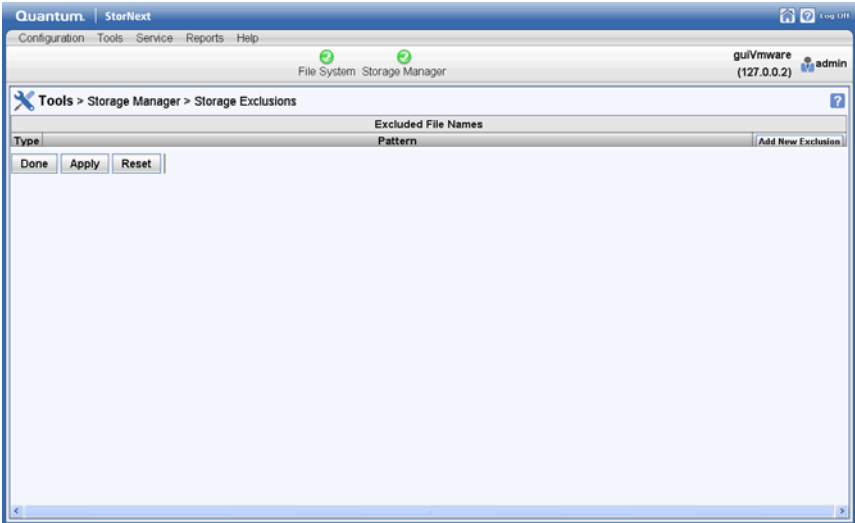 Quantum. | StorNext Log Off
Configuration Tools Service Reports Help
File System Storage Manager
guiVmware
(127.0.0.2)
admin
Tools > Storage Manager > Storage Exclusions
Excluded File Names
Type Pattern Add New Exclusion
Done Apply Reset